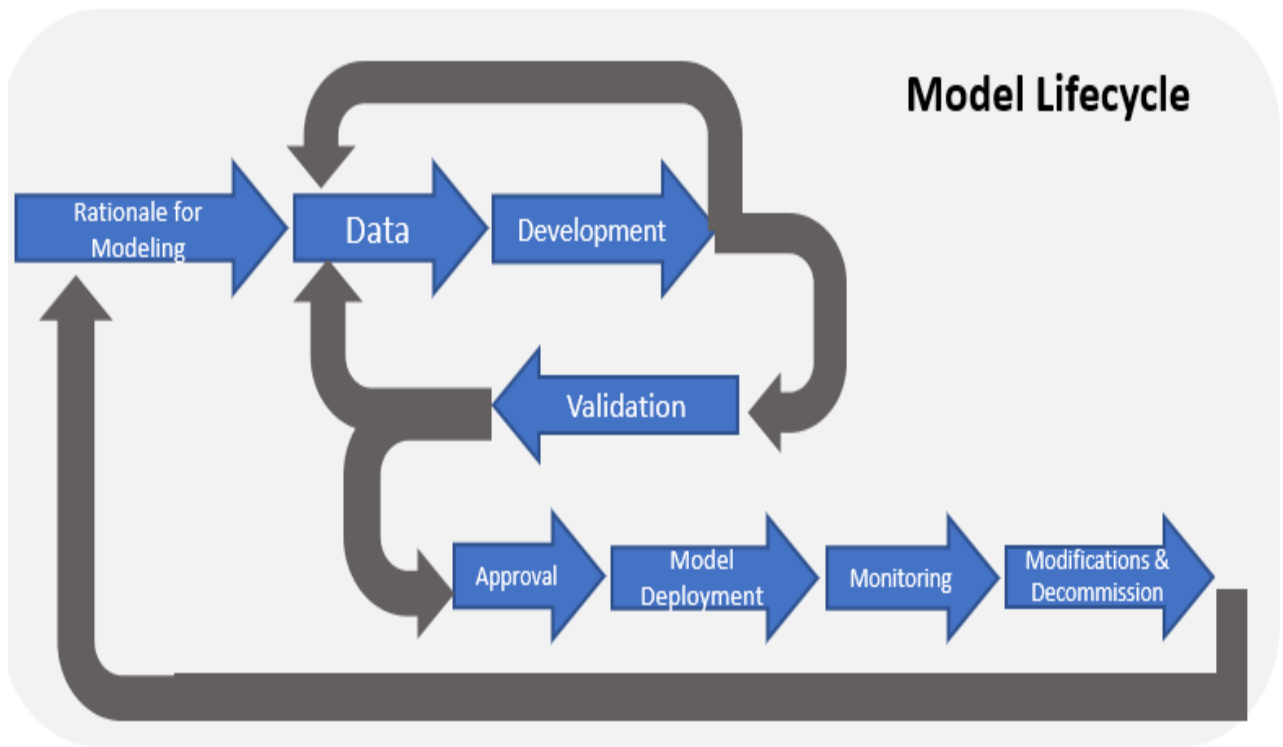 Model Lifecycle
Rationale for
Modeling
Data
Development
Validation
Approval
Model
Deployment
Monitoring
Modifications &
Decommission